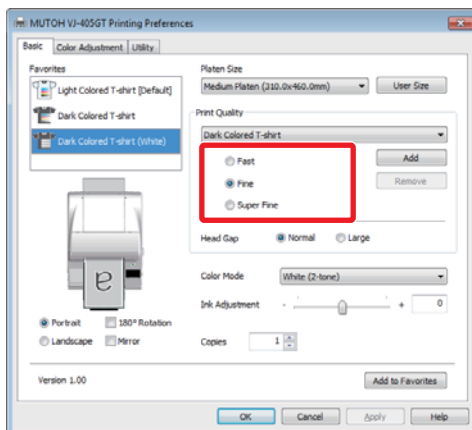 MUTOH VJ-405GT Printing Preferences
Basic Color Adjustment Utility
Favorites
Light Colored T-shirt [Default]
Dark Colored T-shirt
Dark Colored T-shirt (White)
a
Portrait 180° Rotation
Landscape Mirror
Platen Size
Medium Platen (310.0x460.0mm) User Size
Print Quality
Dark Colored T-shirt
Fast Add
Fine Remove
Super Fine
Head Gap Normal Large
Color Mode White (2-tone)
Ink Adjustment - + 0
Copies 1
Version 1.00 Add to Favorites
OK Cancel Apply Help